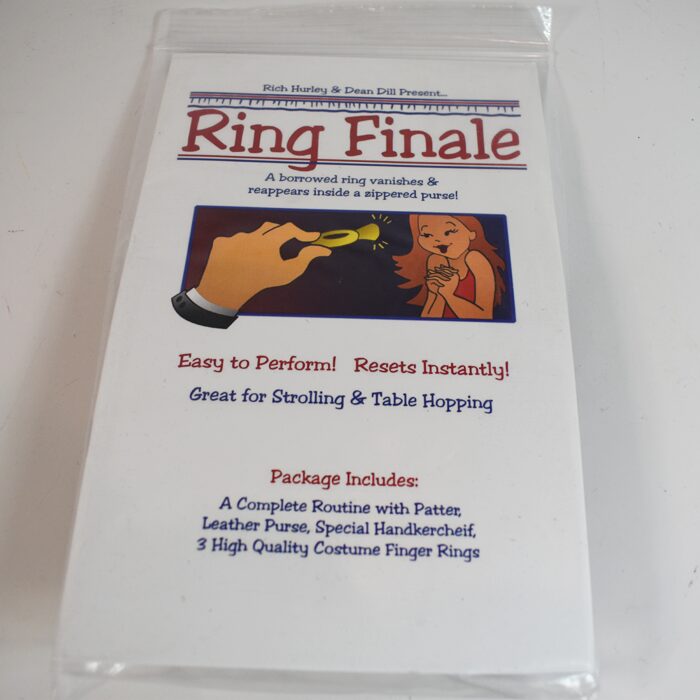 Rich Hurley & Dean Dill Present...
Ring Finale
A borrowed ring vanishes &
reappears inside a zippered purse!
Easy to Perform! Resets Instantly!
Great for Strolling & Table Hopping
Package Includes:
A Complete Routine with Patter,
Leather Purse, Special Handkercheif,
3 High Quality Costume Finger Rings